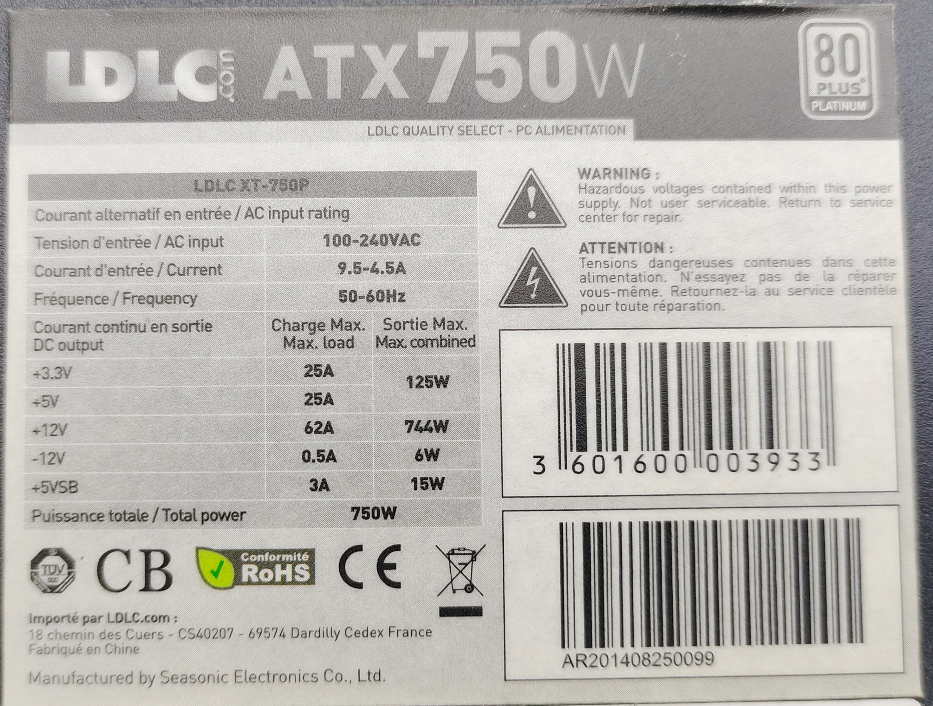 LDLC.com ATX750W
80
PLUS®
PLATINUM
LDLC QUALITY SELECT - PC ALIMENTATION
LDLC XT-750P
Courant alternatif en entrée / AC input rating
Tension d'entrée / AC input 100-240VAC
Courant d'entrée / Current 9.5-4.5A
Fréquence / Frequency 50-60Hz
Courant continu en sortie Charge Max. Sortie Max.
DC output Max. load Max. combined
+3.3V 25A
125W
+5V 25A
+12V 62A 744W
-12V 0.5A 6W
+5VSB 3A 15W
Puissance totale / Total power 750W
WARNING :
Hazardous voltages contained within this power
supply. Not user serviceable. Return to service
center for repair.
ATTENTION :
Tensions dangereuses contenues dans cette
alimentation. N'essayez pas de la réparer
vous-même. Retournez-la au service clientèle
pour toute réparation.
3 601600 003933
AR201408250099
TÜV
CB
Conformité
RoHS
CE
Importé par LDLC.com :
18 chemin des Cuers - CS40207 - 69574 Dardilly Cedex France
Fabriqué en Chine
Manufactured by Seasonic Electronics Co., Ltd.